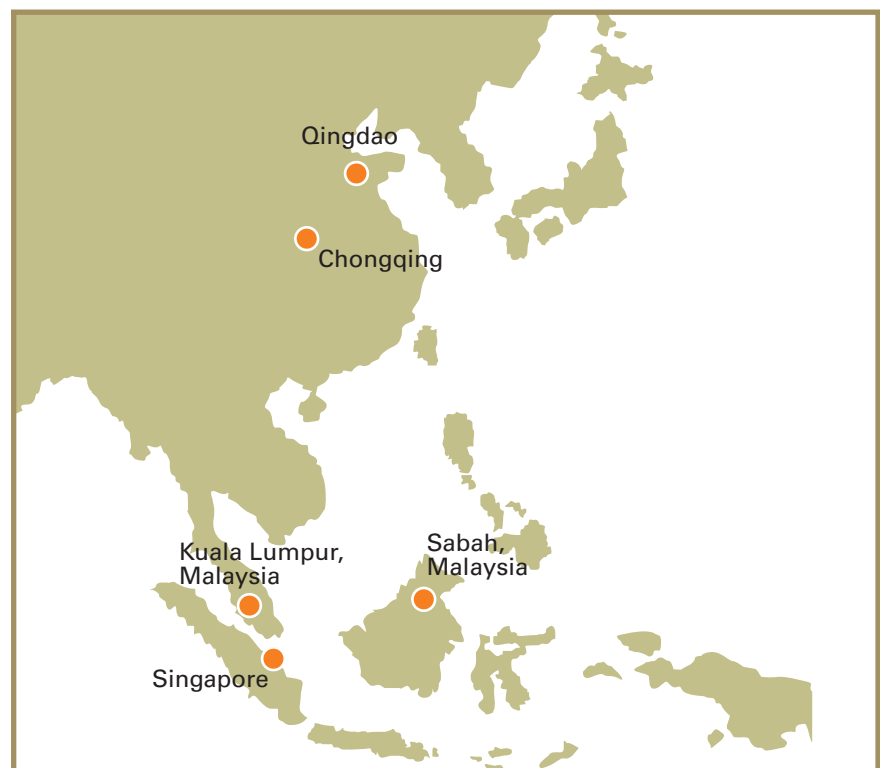 Qingdao
Chongqing
Kuala Lumpur,
Malaysia
Sabah,
Malaysia
Singapore